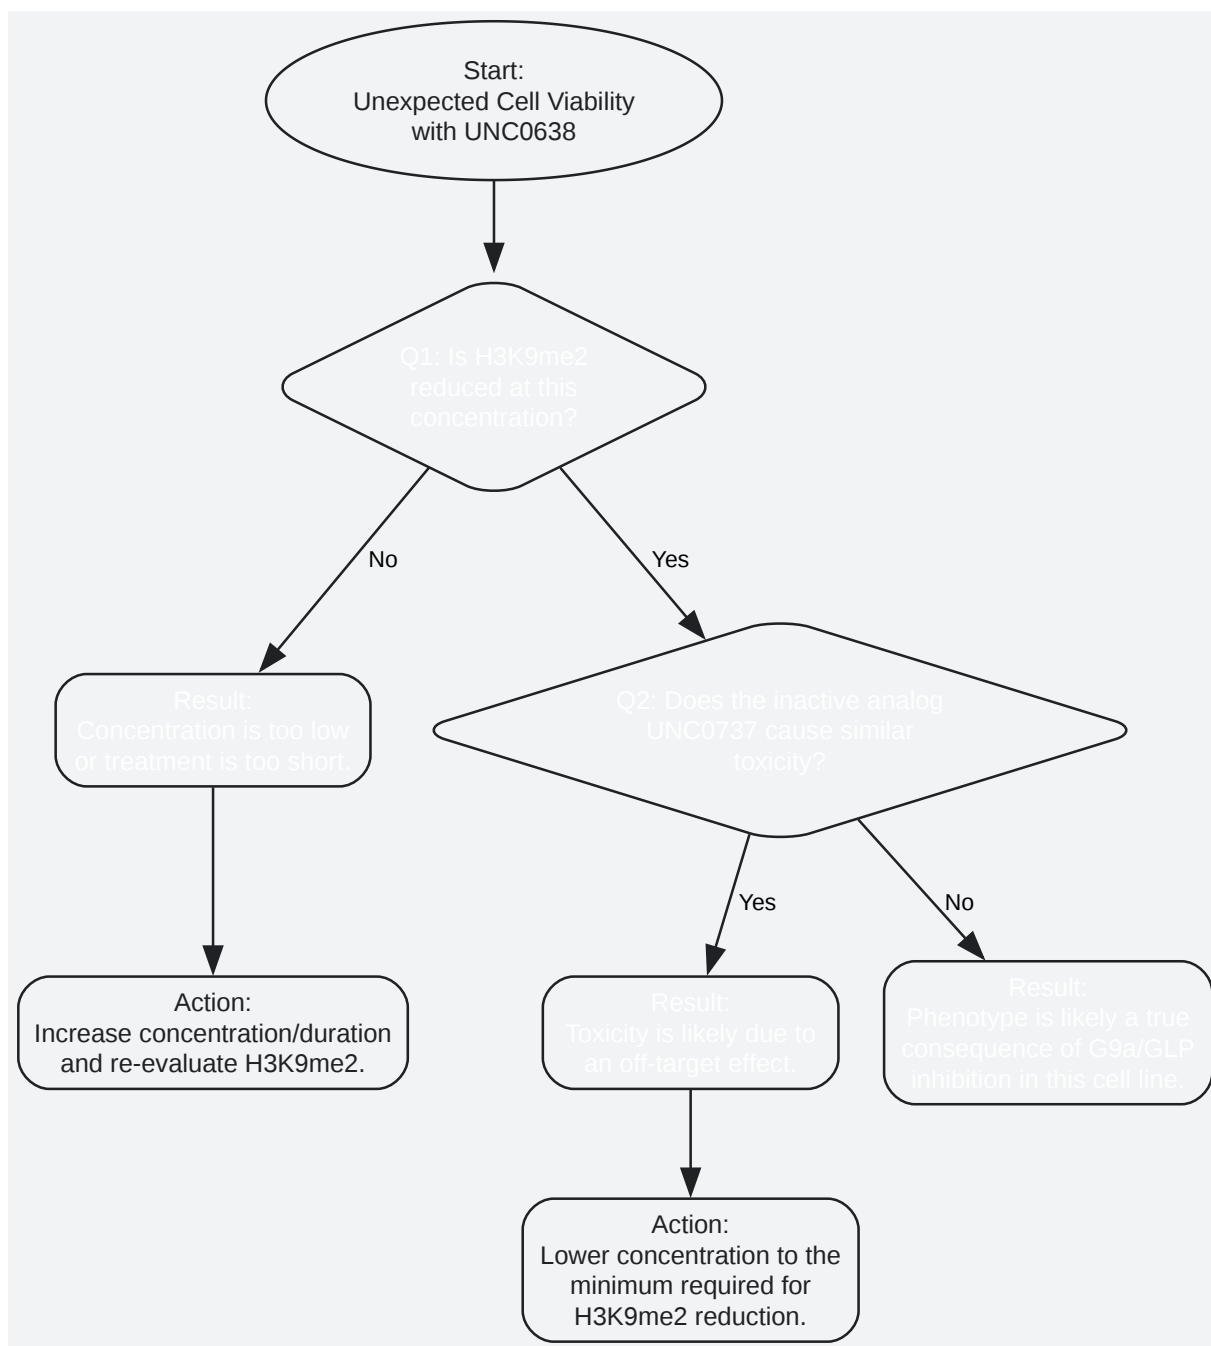 Start:
Unexpected Cell Viability
with UNC0638
Q1: Is H3K9me2
reduced at this
concentration?
No
Yes
Result:
Concentration is too low
or treatment is too short.
Q2: Does the inactive analog
UNC0737 cause similar
toxicity?
Yes
No
Action:
Increase concentration/duration
and re-evaluate H3K9me2.
Result:
Toxicity is likely due to
an off-target effect.
Result:
Phenotype is likely a true
consequence of G9a/GLP
inhibition in this cell line.
Action:
Lower concentration to the
minimum required for
H3K9me2 reduction.